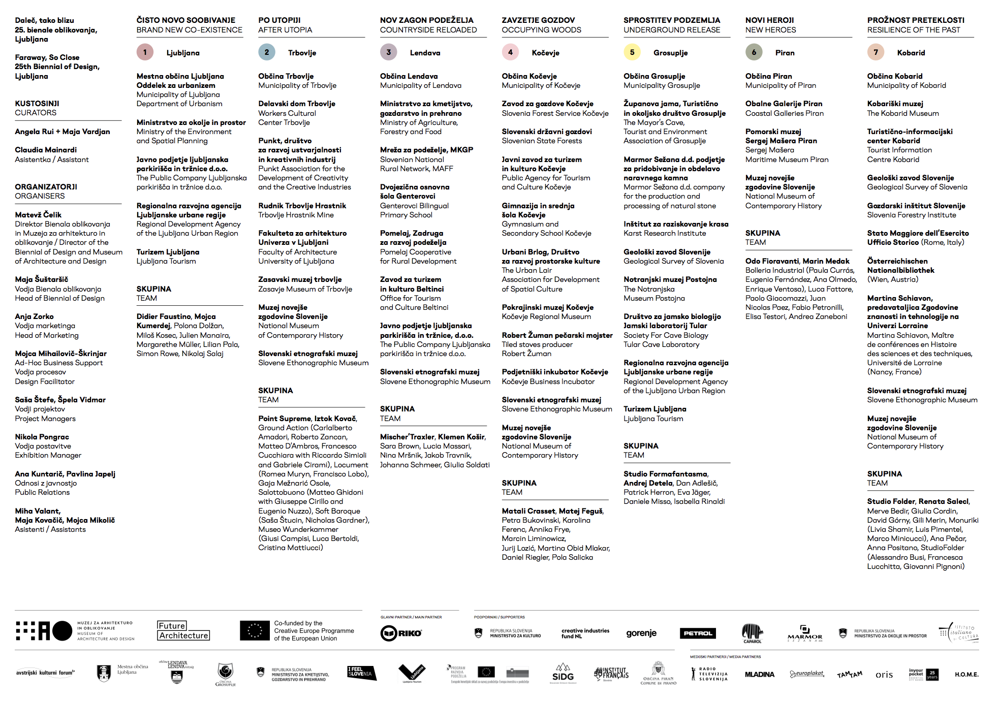 Daleč, tako blizu
25. bienale oblikovanja,
Ljubljana
Faraway, So Close
25th Biennial of Design,
Ljubljana
KUSTOSINJI
CURATORS
Angela Rui + Maja Vardjan
Claudia Mainardi
Asistentka / Assistant
ORGANIZATORJI
ORGANISERS
Matevž Čelik
Direktor Bienala oblikovanja
in Muzeja za arhitekturo in
oblikovanje / Director of the
Biennial of Design and Museum
of Architecture and Design
Maja Šuštaršič
Vodja Bienala oblikovanja
Head of Biennial of Design
Anja Zorko
Vodja marketinga
Head of Marketing
Mojca Mihailovič-Škrinjar
Ad-Hoc Business Support
Vodja procesov
Design Facilitator
Saša Štefe, Špela Vidmar
Vodji projektov
Project Managers
Nikola Pongrac
Vodja postavitve
Exhibition Manager
Ana Kuntarič, Pavlina Japelj
Odnosi z javnostjo
Public Relations
Miha Valant,
Maja Kovačič, Mojca Mikolič
Asistenti / Assistants
ČISTO NOVO SOOBIVANJE
BRAND NEW CO-EXISTENCE
1 Ljubljana
Mestna občina Ljubljana
Oddelek za urbanizem
Municipality of Ljubljana
Department of Urbanism
Ministrstvo za okolje in prostor
Ministry of the Environment
and Spatial Planning
Javno podjetje ljubljanska
parkirišča in tržnice d.o.o.
The Public Company Ljubljanska
parkirišča in tržnice d.o.o.
Regionalna razvojna agencija
Ljubljanske urbane regije
Regional Development Agency
of the Ljubljana Urban Region
Turizem Ljubljana
Ljubljana Tourism
SKUPINA
TEAM
Didier Faustino, Mojca
Kumerdej, Polona Dolžan,
Miloš Kosec, Julien Manaira,
Margarethe Müller, Lilian Pala,
Simon Rowe, Nikolaj Salaj
PO UTOPIJI
AFTER UTOPIA
2 Trbovlje
Občina Trbovlje
Municipality of Trbovlje
Delavski dom Trbovlje
Workers Cultural
Center Trbovlje
Punkt, društvo
za razvoj ustvarjalnosti
in kreativnih industrij
Punkt Association for the
Development of Creativity
and the Creative Industries
Rudnik Trbovlje Hrastnik
Trbovlje Hrastnik Mine
Fakulteta za arhitekturo
Univerza v Ljubljani
Faculty of Architecture
University of Ljubljana
Zasavski muzej trbovlje
Zasavje Museum of Trbovlje
Muzej novejše
zgodovine Slovenije
National Museum
of Contemporary History
Slovenski etnografski muzej
Slovene Ethonographic Museum
SKUPINA
TEAM
Point Supreme, Iztok Kovač,
Ground Action (Carlalberto
Amadori, Roberto Zancan,
Matteo D'Ambros, Francesco
Cucchiara with Riccardo Simioli
and Gabriele Cirami), Locument
(Romea Muryn, Francisco Lobo),
Gaja Mežnarić Osole,
Salottobuono (Matteo Ghidoni
with Giuseppe Cirillo and
Eugenio Nuzzo), Soft Baroque
(Saša Štucin, Nicholas Gardner),
Museo Wunderkammer
(Giusi Campisi, Luca Bertoldi,
Cristina Mattiucci)
NOV ZAGON PODEŽELJA
COUNTRYSIDE RELOADED
3 Lendava
Občina Lendava
Municipality of Lendava
Ministrstvo za kmetijstvo,
gozdarstvo in prehrano
Ministry of Agriculture,
Forestry and Food
Mreža za podeželje, MKGP
Slovenian National
Rural Network, MAFF
Dvojezična osnovna
šola Genterovci
Genterovci Bilingual
Primary School
Pomelaj, Zadruga
za razvoj podeželja
Pomelaj Cooperative
for Rural Development
Zavod za turizem
in kulturo Beltinci
Office for Tourism
and Culture Beltinci
Javno podjetje ljubljanska
parkirišča in tržnice, d.o.o.
The Public Company Ljubljanska
parkirišča in tržnice d.o.o.
Slovenski etnografski muzej
Slovene Ethonographic Museum
SKUPINA
TEAM
Mischer'Traxler, Klemen Košir,
Sara Brown, Lucia Massari,
Nina Mršnik, Jakob Travnik,
Johanna Schmeer, Giulia Soldati
ZAVZETJE GOZDOV
OCCUPYING WOODS
4 Kočevje
Občina Kočevje
Municipality of Kočevje
Zavod za gozdove Kočevje
Slovenia Forest Service Kočevje
Slovenski državni gozdovi
Slovenian State Forests
Javni zavod za turizem
in kulturo Kočevje
Public Agency for Tourism
and Culture Kočevje
Gimnazija in srednja
šola Kočevje
Gymnasium and
Secondary School Kočevje
Urbani Brlog, Društvo
za razvoj prostorske kulture
The Urban Lair
Association for Development
of Spatial Culture
Pokrajinski muzej Kočevje
Kočevje Regional Museum
Robert Žuman pečarski mojster
Tiled stoves producer
Robert Žuman
Podjetniški inkubator Kočevje
Kočevje Business Incubator
Slovenski etnografski muzej
Slovene Ethonographic Museum
Muzej novejše
zgodovine Slovenije
National Museum of
Contemporary History
SKUPINA
TEAM
Matali Crasset, Matej Feguš,
Petra Bukovinski, Karolina
Ferenc, Annika Frye,
Marcin Liminowicz,
Jurij Lozić, Martina Obid Mlakar,
Daniel Riegler, Pola Salicka
SPROSTITEV PODZEMLJA
UNDERGROUND RELEASE
5 Grosuplje
Občina Grosuplje
Municipality Grosuplje
Županova jama, Turistično
in okoljsko društvo Grosuplje
The Mayor's Cave,
Tourist and Environment
Association of Grosuplje
Marmor Sežana d.d. podjetje
za pridobivanje in obdelavo
naravnega kamna
Marmor Sežana d.d. company
for the production and
processing of natural stone
Inštitut za raziskovanje krasa
Karst Research Institute
Geološki zavod Slovenije
Geological Survey of Slovenia
Notranjski muzej Postojna
The Notranjska
Museum Postojna
Društvo za jamsko biologijo
Jamski laboratorij Tular
Society For Cave Biology
Tular Cave Laboratory
Regionalna razvojna agencija
Ljubljanske urbane regije
Regional Development Agency
of the Ljubljana Urban Region
Turizem Ljubljana
Ljubljana Tourism
SKUPINA
TEAM
Studio Formafantasma,
Andrej Detela, Dan Adlešič,
Patrick Herron, Eva Jäger,
Daniele Misso, Isabella Rinaldi
NOVI HEROJI
NEW HEROES
6 Piran
Občina Piran
Municipality of Piran
Obalne Galerije Piran
Coastal Galleries Piran
Pomorski muzej
Sergej Mašera Piran
Sergej Mašera
Maritime Museum Piran
Muzej novejše
zgodovine Slovenije
National Museum of
Contemporary History
SKUPINA
TEAM
Odo Fioravanti, Marin Medak
Bolleria Industrial (Paula Currás,
Eugenio Fernández, Ana Olmedo,
Enrique Ventosa), Luca Fattore,
Paolo Giacomazzi, Juan
Nicolas Paez, Fabio Petronilli,
Elisa Testori, Andrea Zaneboni
PROŽNOST PRETEKLOSTI
RESILIENCE OF THE PAST
7 Kobarid
Občina Kobarid
Municipality of Kobarid
Kobariški muzej
The Kobarid Museum
Turistično-informacijski
center Kobarid
Tourist Information
Centre Kobarid
Geološki zavod Slovenije
Geological Survey of Slovenia
Gozdarski inštitut Slovenije
Slovenia Forestry Institute
Stato Maggiore dell'Esercito
Ufficio Storico (Rome, Italy)
Österreichischen
Nationalbibliothek
(Wien, Austria)
Martina Schiavon,
predavataljica Zgodovine
znanosti in tehnologije na
Univerzi Lorraine
Martina Schiavon, Maître
de conférences en Histoire
des sciences et des techniques,
Université de Lorraine
(Nancy, France)
Slovenski etnografski muzej
Slovene Ethonographic Museum
Muzej novejše
zgodovine Slovenije
National Museum of
Contemporary History
SKUPINA
TEAM
Studio Folder, Renata Salecl,
Merve Bedir, Giulia Cordin,
David Górny, Gili Merin, Monuriki
(Livia Shamir, Luis Pimentel,
Marco Minicucci), Ana Pečar,
Anna Positano, StudioFolder
(Alessandro Busi, Francesca
Lucchitta, Giovanni Pignoni)
MUZEJ ZA ARHITEKTURO
IN OBLIKOVANJE
MUSEUM OF
ARCHITECTURE AND DESIGN
Future
Architecture
Co-funded by the
Creative Europe Programme
of the European Union
GLAVNI PARTNER / MAIN PARTNER
RIKO
PODPORNIKI / SUPPORTERS
REPUBLIKA SLOVENIJA
MINISTRSTVO ZA KULTURO
creative industries
fund NL
gorenje
PETROL
CAPAROL
MARMOR
SEŽANA d.d.
REPUBLIKA SLOVENIJA
MINISTRSTVO ZA OKOLJE IN PROSTOR
ISTITUTO
italiano
DI CULTURA
avstrijski kulturni forum
Mestna občina
Ljubljana
občina LENDAVA
LENDVA község
OBČINA
GROSUPLJE
REPUBLIKA SLOVENIJA
MINISTRSTVO ZA KMETIJSTVO,
GOZDARSTVO IN PREHRANO
I FEEL
SLOVENIA
Ljubljana
Ljubljana Tourism
PROGRAM
RAZVOJA
PODEŽELJA
Evropski kmetijski sklad za razvoj podeželja: Evropa investira v podeželje
SiDG
Slovenski Državni Gozdovi
50 INSTITUT
FRANÇAIS
Slovenia
OBČINA PIRAN
COMUNE DI PIRANO
MEDIJSKI PARTNERJI / MEDIA PARTNERS
RADIO
TELEVIZIJA
SLOVENIJA
MLADINA
europlakat
TAM TAM
oris
inyour
pocket
ESSENTIAL
CITY GUIDES
25
years
H.O.M.E.